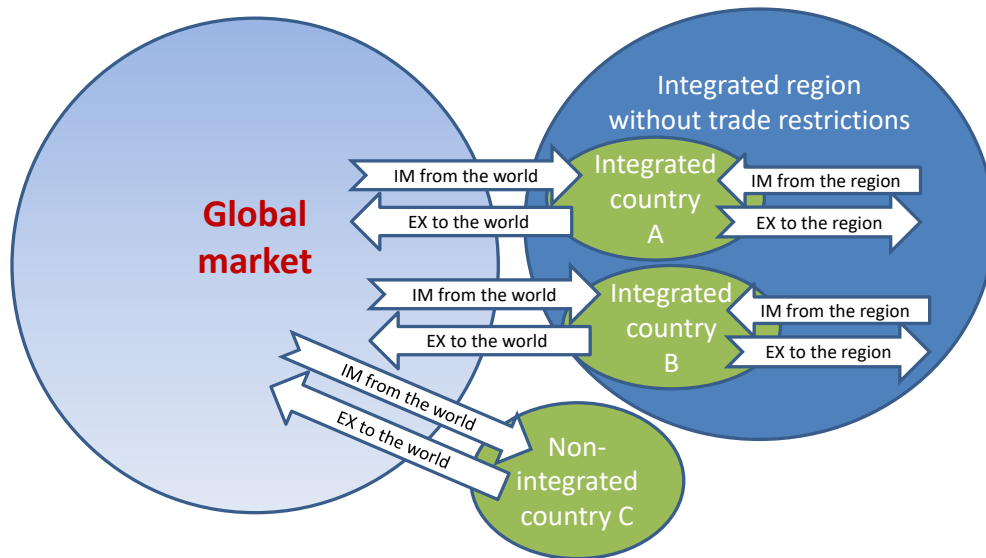 Integrated region
without trade restrictions
Global
market
IM from the world
EX to the world
Integrated
country
A
IM from the region
EX to the region
IM from the world
EX to the world
Integrated
country
B
IM from the region
EX to the region
IM from the world
EX to the world
Non-
integrated
country C